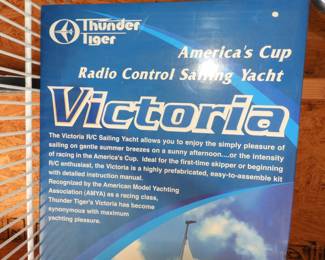 Thunder
Tiger
America's Cup
Radio Control Sailing Yacht
Victoria
The Victoria R/C Sailing Yacht allows you to enjoy the simply pleasure of
sailing on gentle summer breezes on a sunny afternoon....or the Intensity
of racing in the America's Cup. Ideal for the first-time skipper or beginning
R/C enthusiast, the Victoria is a highly prefabricated, easy-to-assemble kit
with detailed instruction manual.
Recognized by the American Model Yachting
Association (AMYA) as a racing class,
Thunder Tiger's Victoria has become
synonymous with maximum
yachting pleasure.